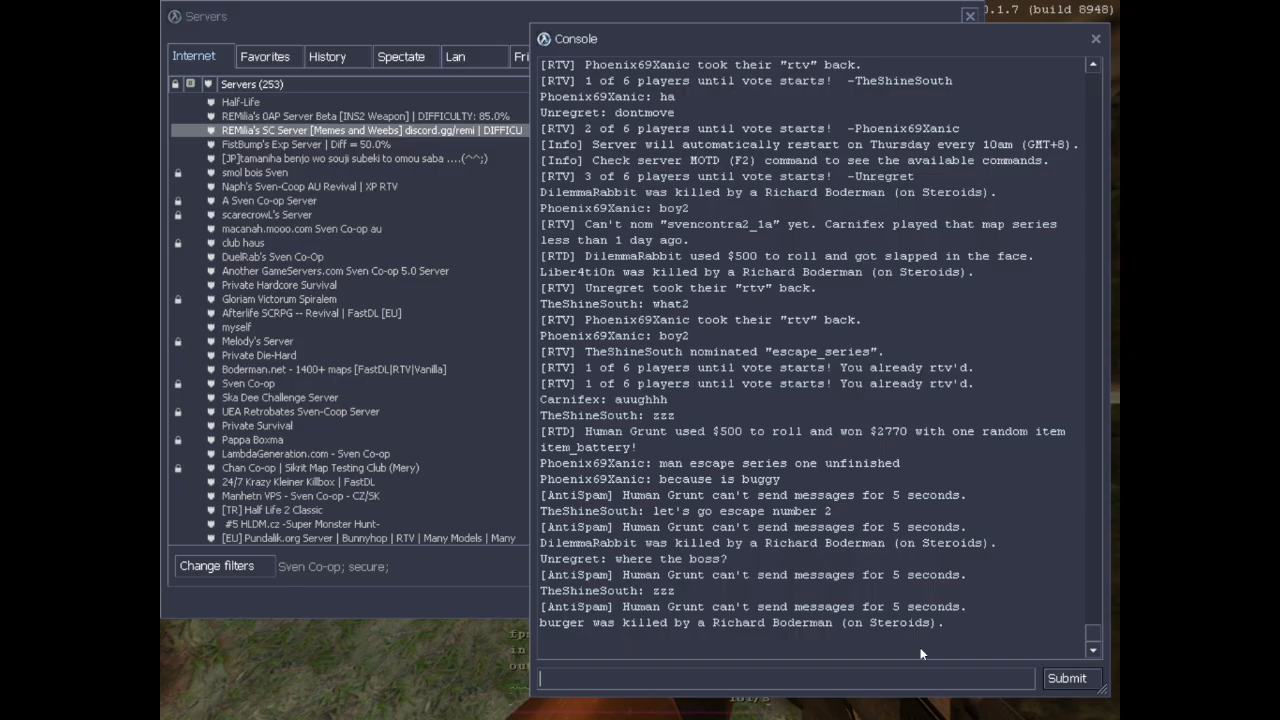 Servers
0.1.7 (build 8948)
Internet
Favorites
History
Spectate
Lan
Fri
Servers (253)
Half-Life
REMilia's 0AP Server Beta [INS2 Weapon] | DIFFICULTY: 85.0%
REMilia's SC Server [Memes and Weebs] discord.gg/remi | DIFFICU
FistBump's Exp Server | Diff = 50.0%
[JP]tamaniha benjo wo souji subeki to omou saba ....(^^;)
smol bois Sven
Naph's Sven-Coop AU Revival | XP RTV
A Sven Co-op Server
scarecrowL's Server
macanah.mooo.com Sven Co-op au
club haus
DuelRab's Sven Co-Op
Another GameServers.com Sven Co-op 5.0 Server
Private Hardcore Survival
Gloriam Victorum Spiralem
Afterlife SCRPG -- Revival | FastDL [EU]
myself
Melody's Server
Private Die-Hard
Boderman.net - 1400+ maps [FastDL|RTV|Vanilla]
Sven Co-op
Ska Dee Challenge Server
UEA Retrobates Sven-Coop Server
Private Survival
Pappa Boxma
LambdaGeneration.com - Sven Co-op
Chan Co-op | Sikrit Map Testing Club (Mery)
24/7 Krazy Kleiner Killbox | FastDL
Manhetri VPS - Sven Co-op - CZ/SK
[TR] Half Life 2 Classic
#5 HLDM.cz -Super Monster Hunt-
[EU] Pundalik.org Server | Bunnyhop | RTV | Many Models | Many
Change filters
Sven Co-op; secure;
Console
[RTV] Phoenix69Xanic took their "rtv" back.
[RTV] 1 of 6 players until vote starts! -TheShineSouth
Phoenix69Xanic: ha
Unregret: dontmove
[RTV] 2 of 6 players until vote starts! -Phoenix69Xanic
[Info] Server will automatically restart on Thursday every 10am (GMT+8).
[Info] Check server MOTD (F2) command to see the available commands.
[RTV] 3 of 6 players until vote starts! -Unregret
DilemmaRabbit was killed by a Richard Boderman (on Steroids).
Phoenix69Xanic: boy2
[RTV] Can't nom "svencontra2_1a" yet. Carnifex played that map series
less than 1 day ago.
[RTD] DilemmaRabbit used $500 to roll and got slapped in the face.
Liber4ti0n was killed by a Richard Boderman (on Steroids).
[RTV] Unregret took their "rtv" back.
TheShineSouth: what2
[RTV] Phoenix69Xanic took their "rtv" back.
Phoenix69Xanic: boy2
[RTV] TheShineSouth nominated "escape_series".
[RTV] 1 of 6 players until vote starts! You already rtv'd.
[RTV] 1 of 6 players until vote starts! You already rtv'd.
Carnifex: auughhh
TheShineSouth: zzz
[RTD] Human Grunt used $500 to roll and won $2770 with one random item
item_battery!
Phoenix69Xanic: man escape series one unfinished
Phoenix69Xanic: because is buggy
[AntiSpam] Human Grunt can't send messages for 5 seconds.
TheShineSouth: let's go escape number 2
[AntiSpam] Human Grunt can't send messages for 5 seconds.
DilemmaRabbit was killed by a Richard Boderman (on Steroids).
Unregret: where the boss?
[AntiSpam] Human Grunt can't send messages for 5 seconds.
TheShineSouth: zzz
[AntiSpam] Human Grunt can't send messages for 5 seconds.
burger was killed by a Richard Boderman (on Steroids).
Submit